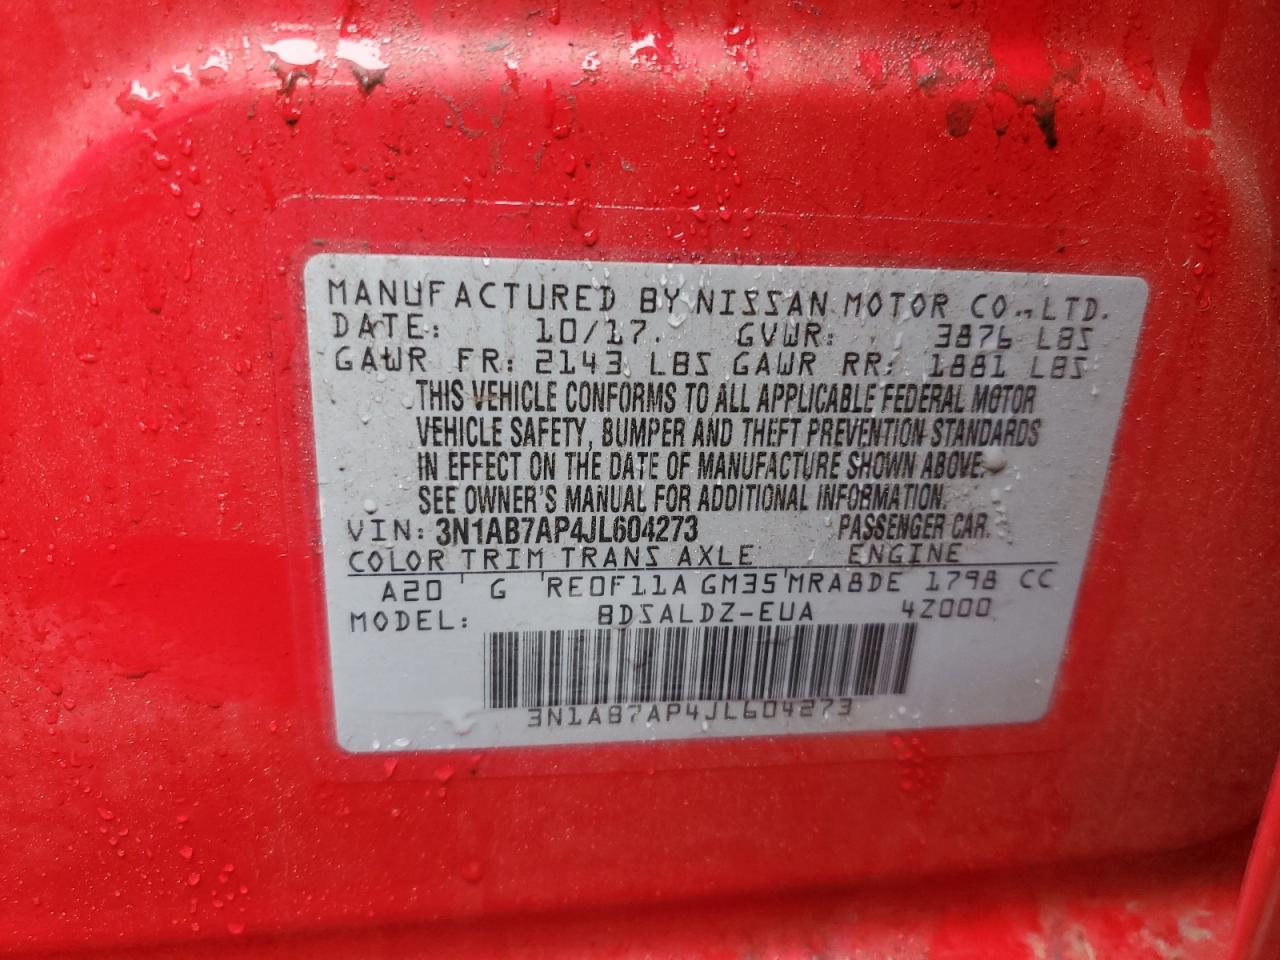 MANUFACTURED BY NISSAN MOTOR CO.,LTD.
DATE: 10/17. GVWR: 3876 LBS
GAWR FR: 2143 LBS GAWR RR: 1881 LBS
THIS VEHICLE CONFORMS TO ALL APPLICABLE FEDERAL MOTOR
VEHICLE SAFETY, BUMPER AND THEFT PREVENTION STANDARDS
IN EFFECT ON THE DATE OF MANUFACTURE SHOWN ABOVE.
SEE OWNER'S MANUAL FOR ADDITIONAL INFORMATION.
VIN: 3N1AB7AP4JL604273 PASSENGER CAR.
COLOR TRIM TRANS AXLE ENGINE
A20 G RE0F11A GM35 MRA8DE 1798 CC
MODEL: BDSALDZ-EUA 4Z000
3N1AB7AP4JL604273